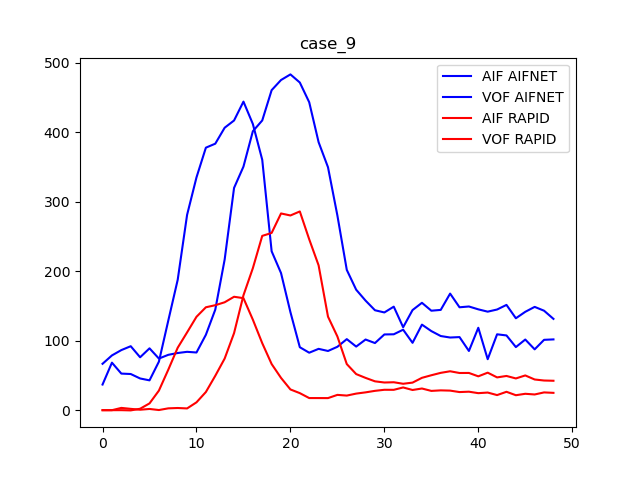 case_9
500
400
300
200
100
0
0 10 20 30 40 50
AIF AIFNET
VOF AIFNET
AIF RAPID
VOF RAPID